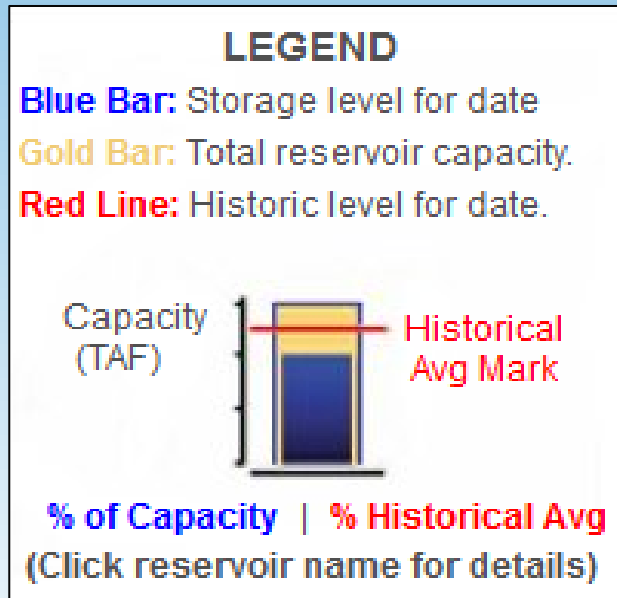 LEGEND
Blue Bar: Storage level for date
Gold Bar: Total reservoir capacity.
Red Line: Historic level for date.
Capacity
(TAF)
Historical
Avg Mark
% of Capacity | % Historical Avg
(Click reservoir name for details)